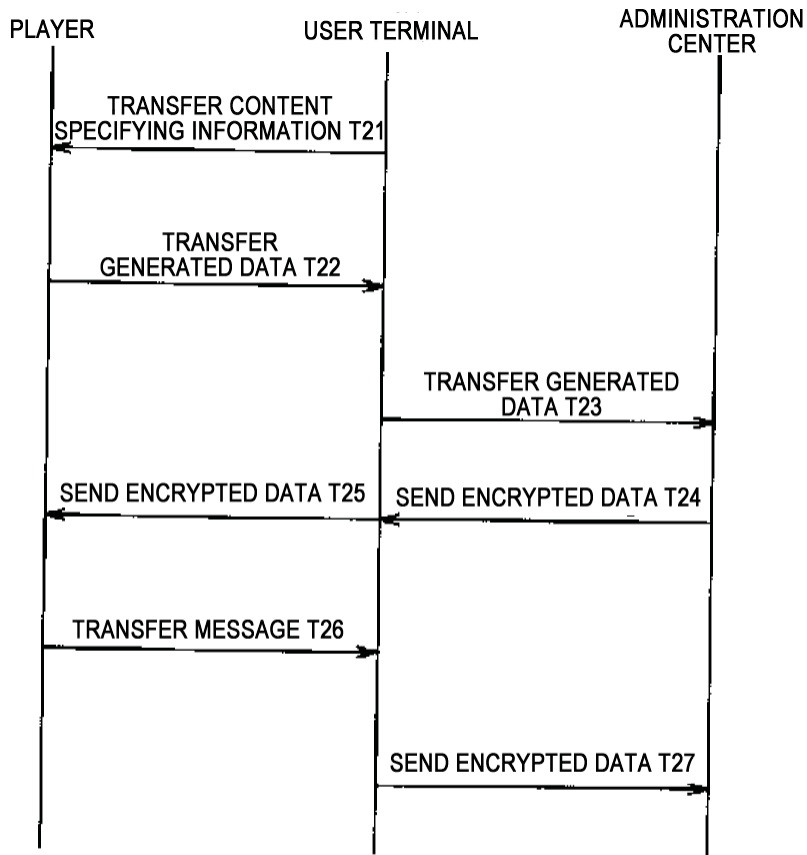 PLAYER
USER TERMINAL
ADMINISTRATION
CENTER
TRANSFER CONTENT
SPECIFYING INFORMATION T21
TRANSFER
GENERATED DATA T22
TRANSFER GENERATED
DATA T23
SEND ENCRYPTED DATA T25
SEND ENCRYPTED DATA T24
TRANSFER MESSAGE T26
SEND ENCRYPTED DATA T27